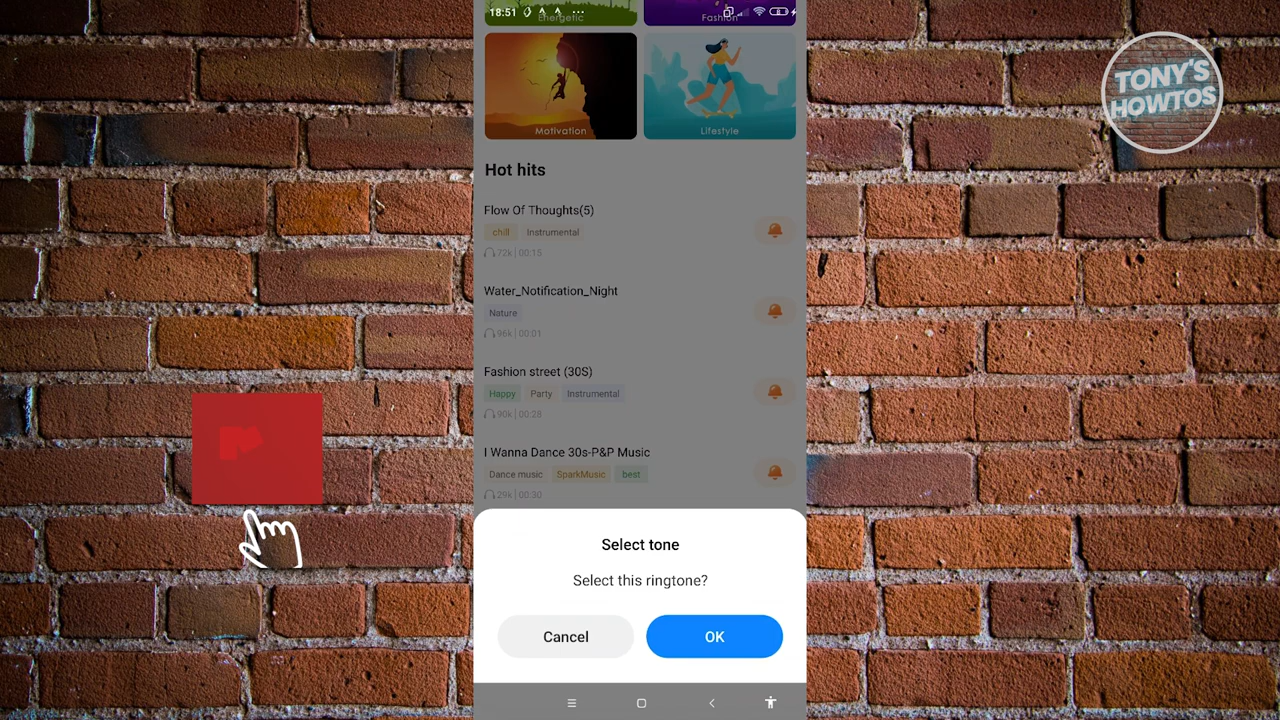 18:51
Energetic
Fashion
Motivation
Lifestyle
Hot hits
Flow Of Thoughts(5)
chill Instrumental
72k | 00:15
Water_Notification_Night
Nature
96k | 00:01
Fashion street (30S)
Happy Party Instrumental
90k | 00:28
I Wanna Dance 30s-P&P Music
Dance music SparkMusic best
29k | 00:30
Select tone
Select this ringtone?
Cancel OK
TONY'S
HOWTOS